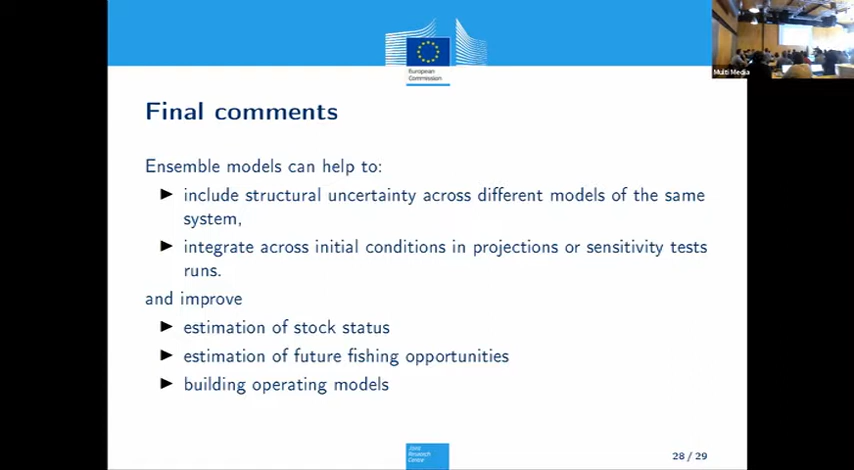 European
Commission
Multi Media
Final comments
Ensemble models can help to:
▶ include structural uncertainty across different models of the same
system,
▶ integrate across initial conditions in projections or sensitivity tests
runs.
and improve
▶ estimation of stock status
▶ estimation of future fishing opportunities
▶ building operating models
Joint
Research
Centre
28 / 29